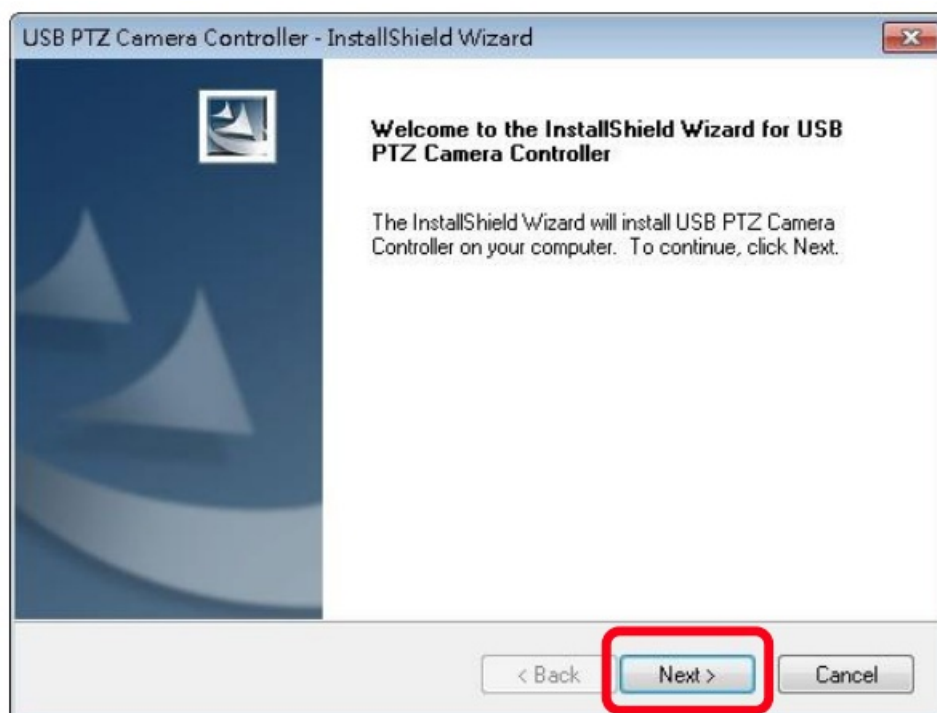 USB PTZ Camera Controller - InstallShield Wizard
Welcome to the InstallShield Wizard for USB
PTZ Camera Controller
The InstallShield Wizard will install USB PTZ Camera
Controller on your computer.  To continue, click Next.
< Back
Next >
Cancel